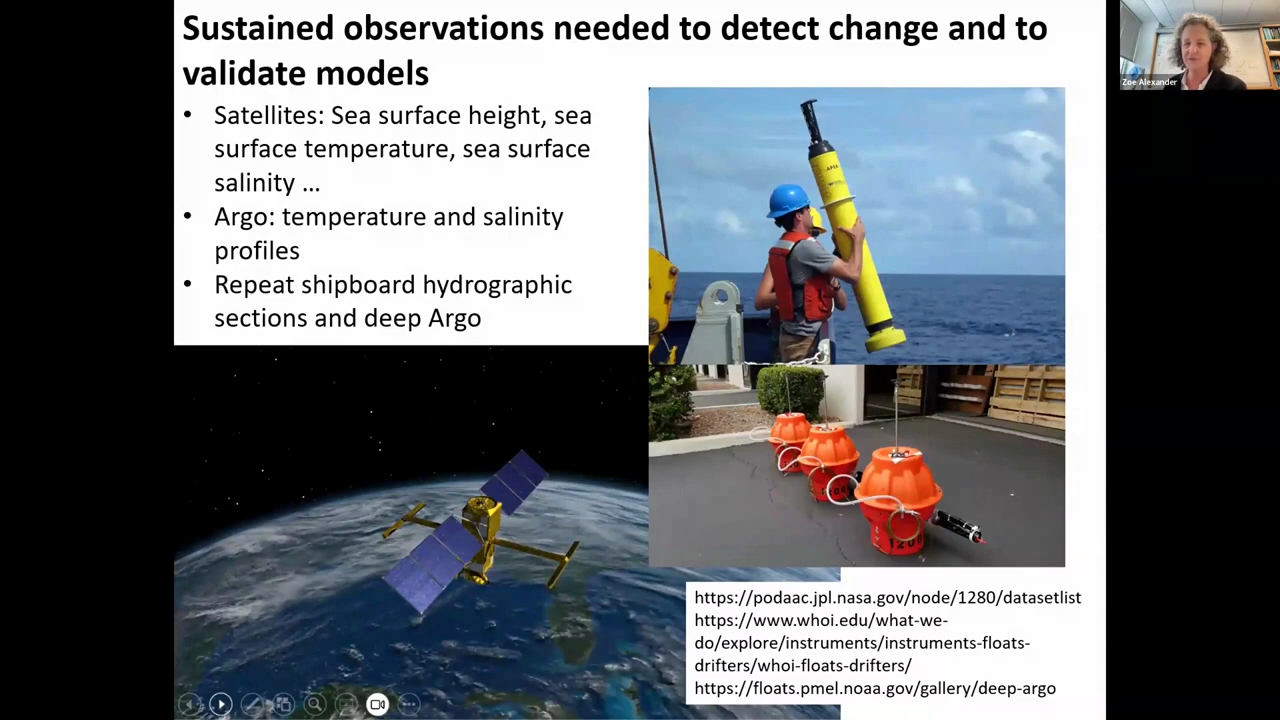 Sustained observations needed to detect change and to
validate models
• Satellites: Sea surface height, sea
surface temperature, sea surface
salinity …
• Argo: temperature and salinity
profiles
• Repeat shipboard hydrographic
sections and deep Argo
Zoe Alexander
APEX
1201
https://podaac.jpl.nasa.gov/node/1280/datasetlist
https://www.whoi.edu/what-we-
do/explore/instruments/instruments-floats-
drifters/whoi-floats-drifters/
https://floats.pmel.noaa.gov/gallery/deep-argo